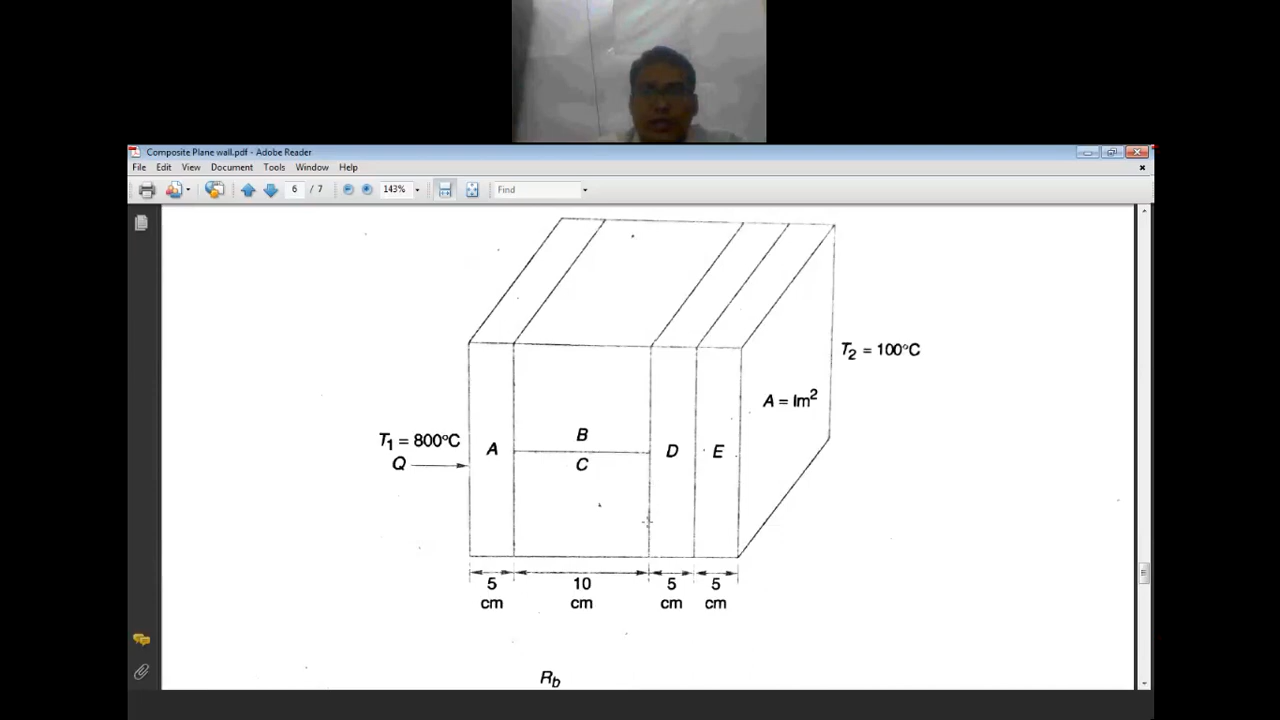 Composite Plane wall.pdf - Adobe Reader
File Edit View Document Tools Window Help
6 / 7 143% Find
T2 = 100°C
A = lm2
T1 = 800°C
Q
A
B
C
D
E
5 10 5 5
cm cm cm cm
Rb